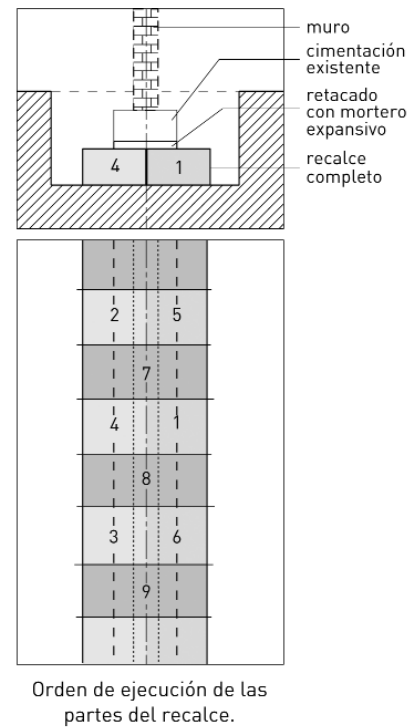 muro
cimentación
existente
retacado
con mortero
expansivo
recalce
completo
4 1
2 5
7
4 1
8
3 6
9
Orden de ejecución de las
partes del recalce.